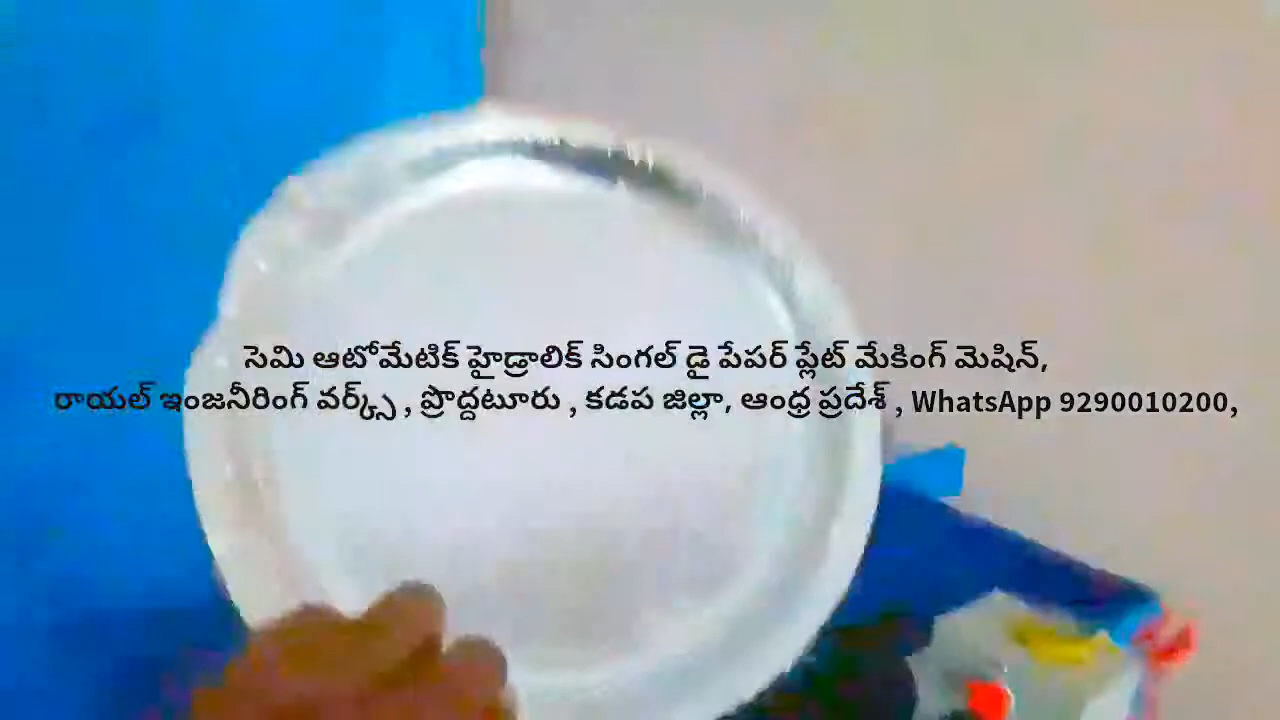 సెమి ఆటోమేటిక్ హైడ్రాలిక్ సింగల్ డై పేపర్ ప్లేట్ మేకింగ్ మెషిన్,
రాయల్ ఇంజనీరింగ్ వర్క్స్ , ప్రొద్దటూరు , కడప జిల్లా, ఆంధ్ర ప్రదేశ్ , WhatsApp 9290010200,